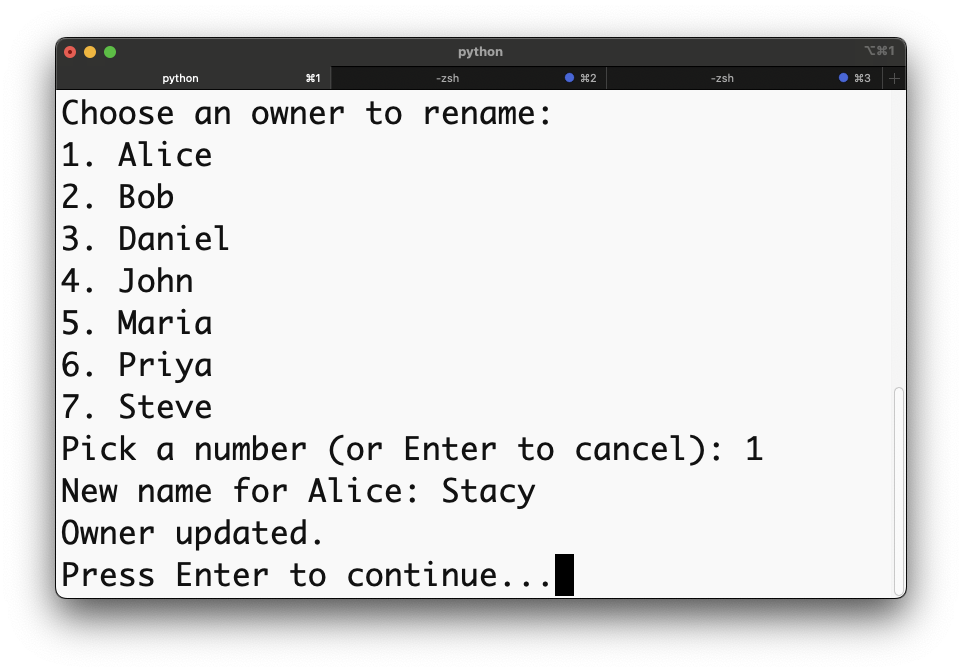 python
⌥⌘1
python ⌘1 -zsh ⌘2 -zsh ⌘3 +
Choose an owner to rename:
1. Alice
2. Bob
3. Daniel
4. John
5. Maria
6. Priya
7. Steve
Pick a number (or Enter to cancel): 1
New name for Alice: Stacy
Owner updated.
Press Enter to continue...